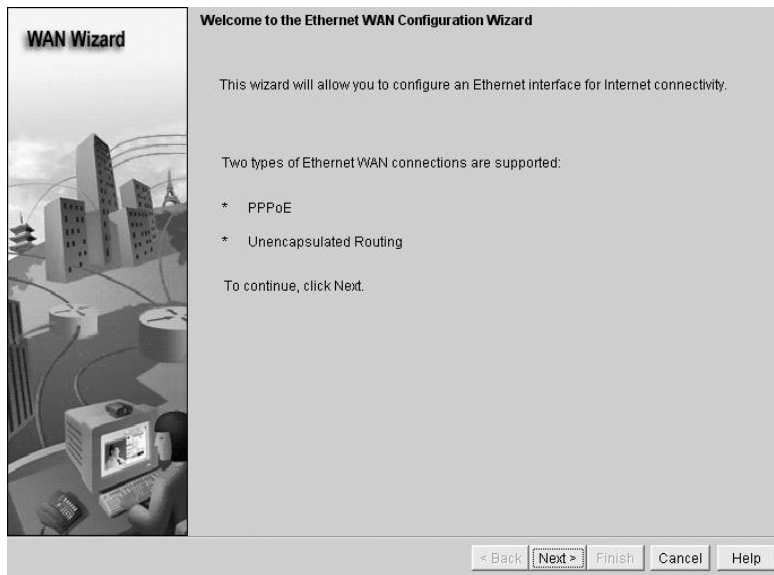 WAN Wizard
Welcome to the Ethernet WAN Configuration Wizard
This wizard will allow you to configure an Ethernet interface for Internet connectivity.
Two types of Ethernet WAN connections are supported:
* PPPoE
* Unencapsulated Routing
To continue, click Next.
< Back Next > Finish Cancel Help